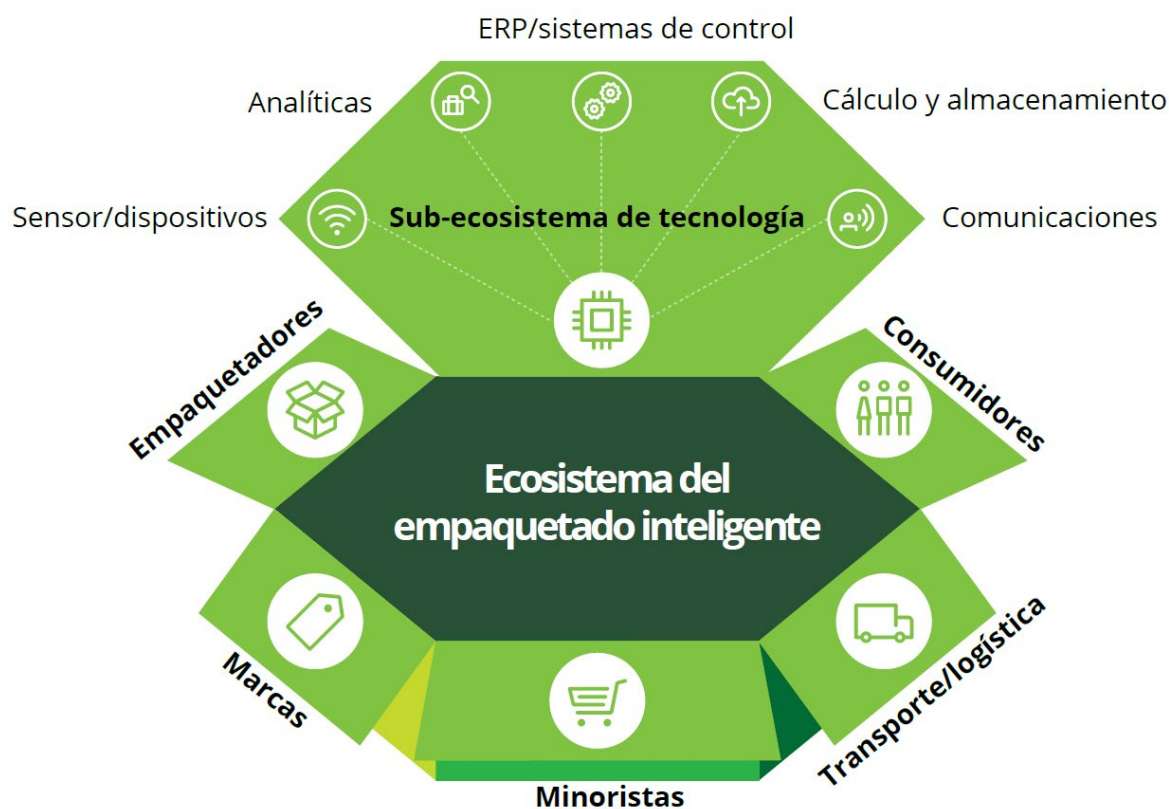 ERP/sistemas de control
Analíticas
Cálculo y almacenamiento
Sensor/dispositivos
Sub-ecosistema de tecnología
Comunicaciones
Empaquetadores
Consumidores
Ecosistema del
empaquetado inteligente
Marcas
Transporte/logística
Minoristas